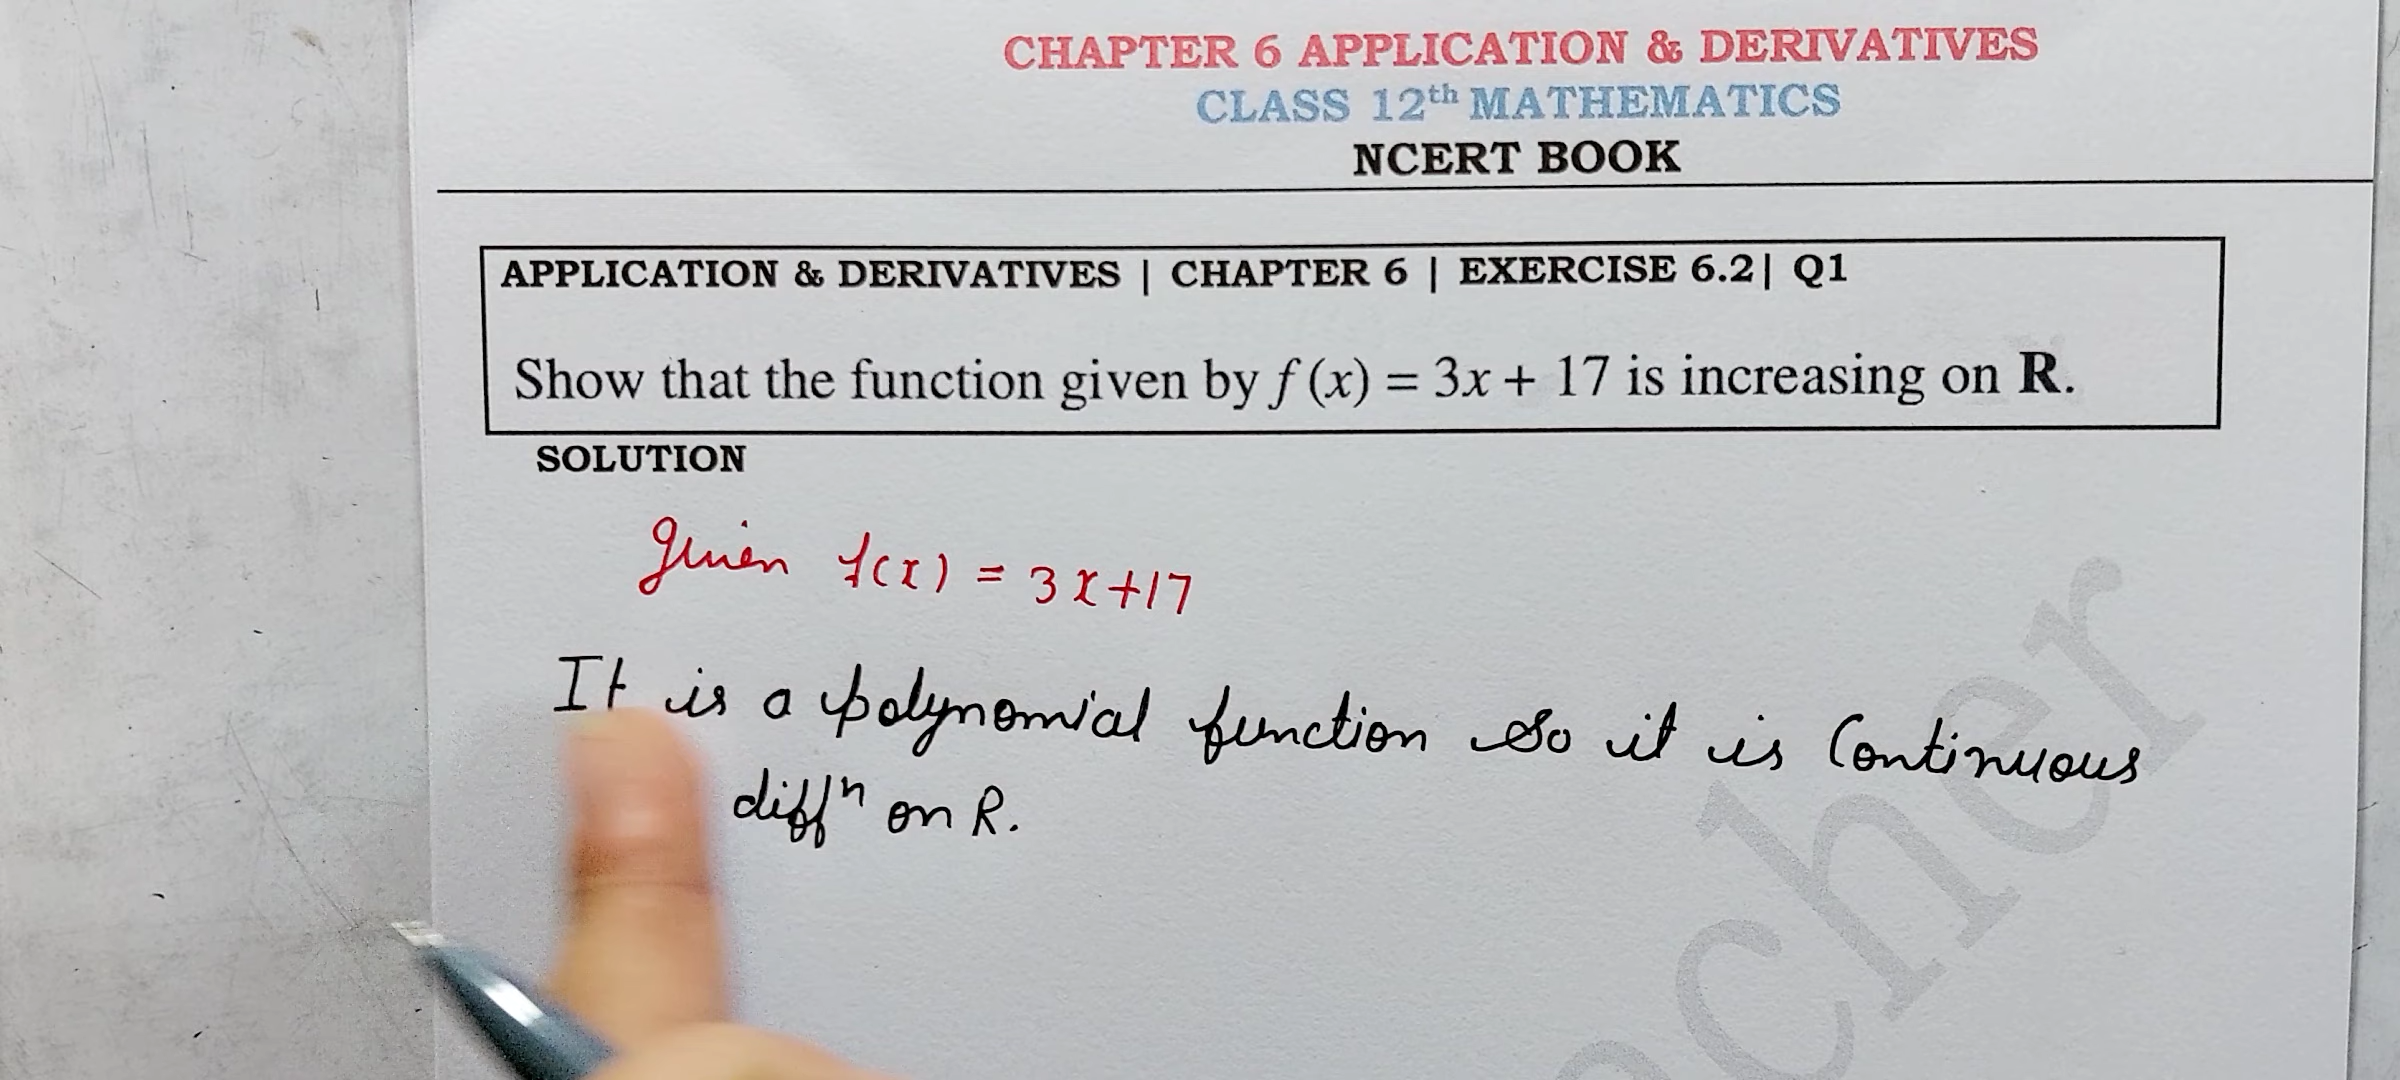 CHAPTER 6 APPLICATION & DERIVATIVES
CLASS 12th MATHEMATICS
NCERT BOOK
APPLICATION & DERIVATIVES | CHAPTER 6 | EXERCISE 6.2| Q1
Show that the function given by f (x) = 3x + 17 is increasing on R.
SOLUTION
Given f(x) = 3x+17
It is a polynomial function So it is Continuous
diffⁿ on R.
cher